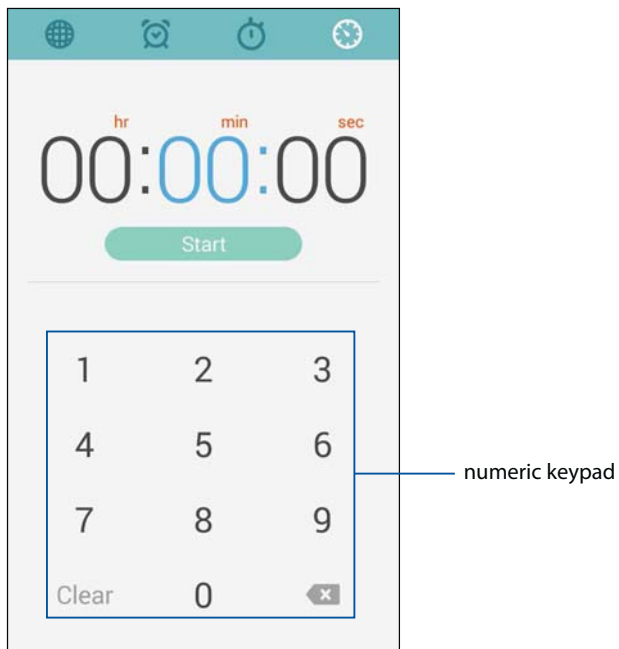 hr min sec
00:00:00
Start
1 2 3
4 5 6
numeric keypad
7 8 9
Clear 0